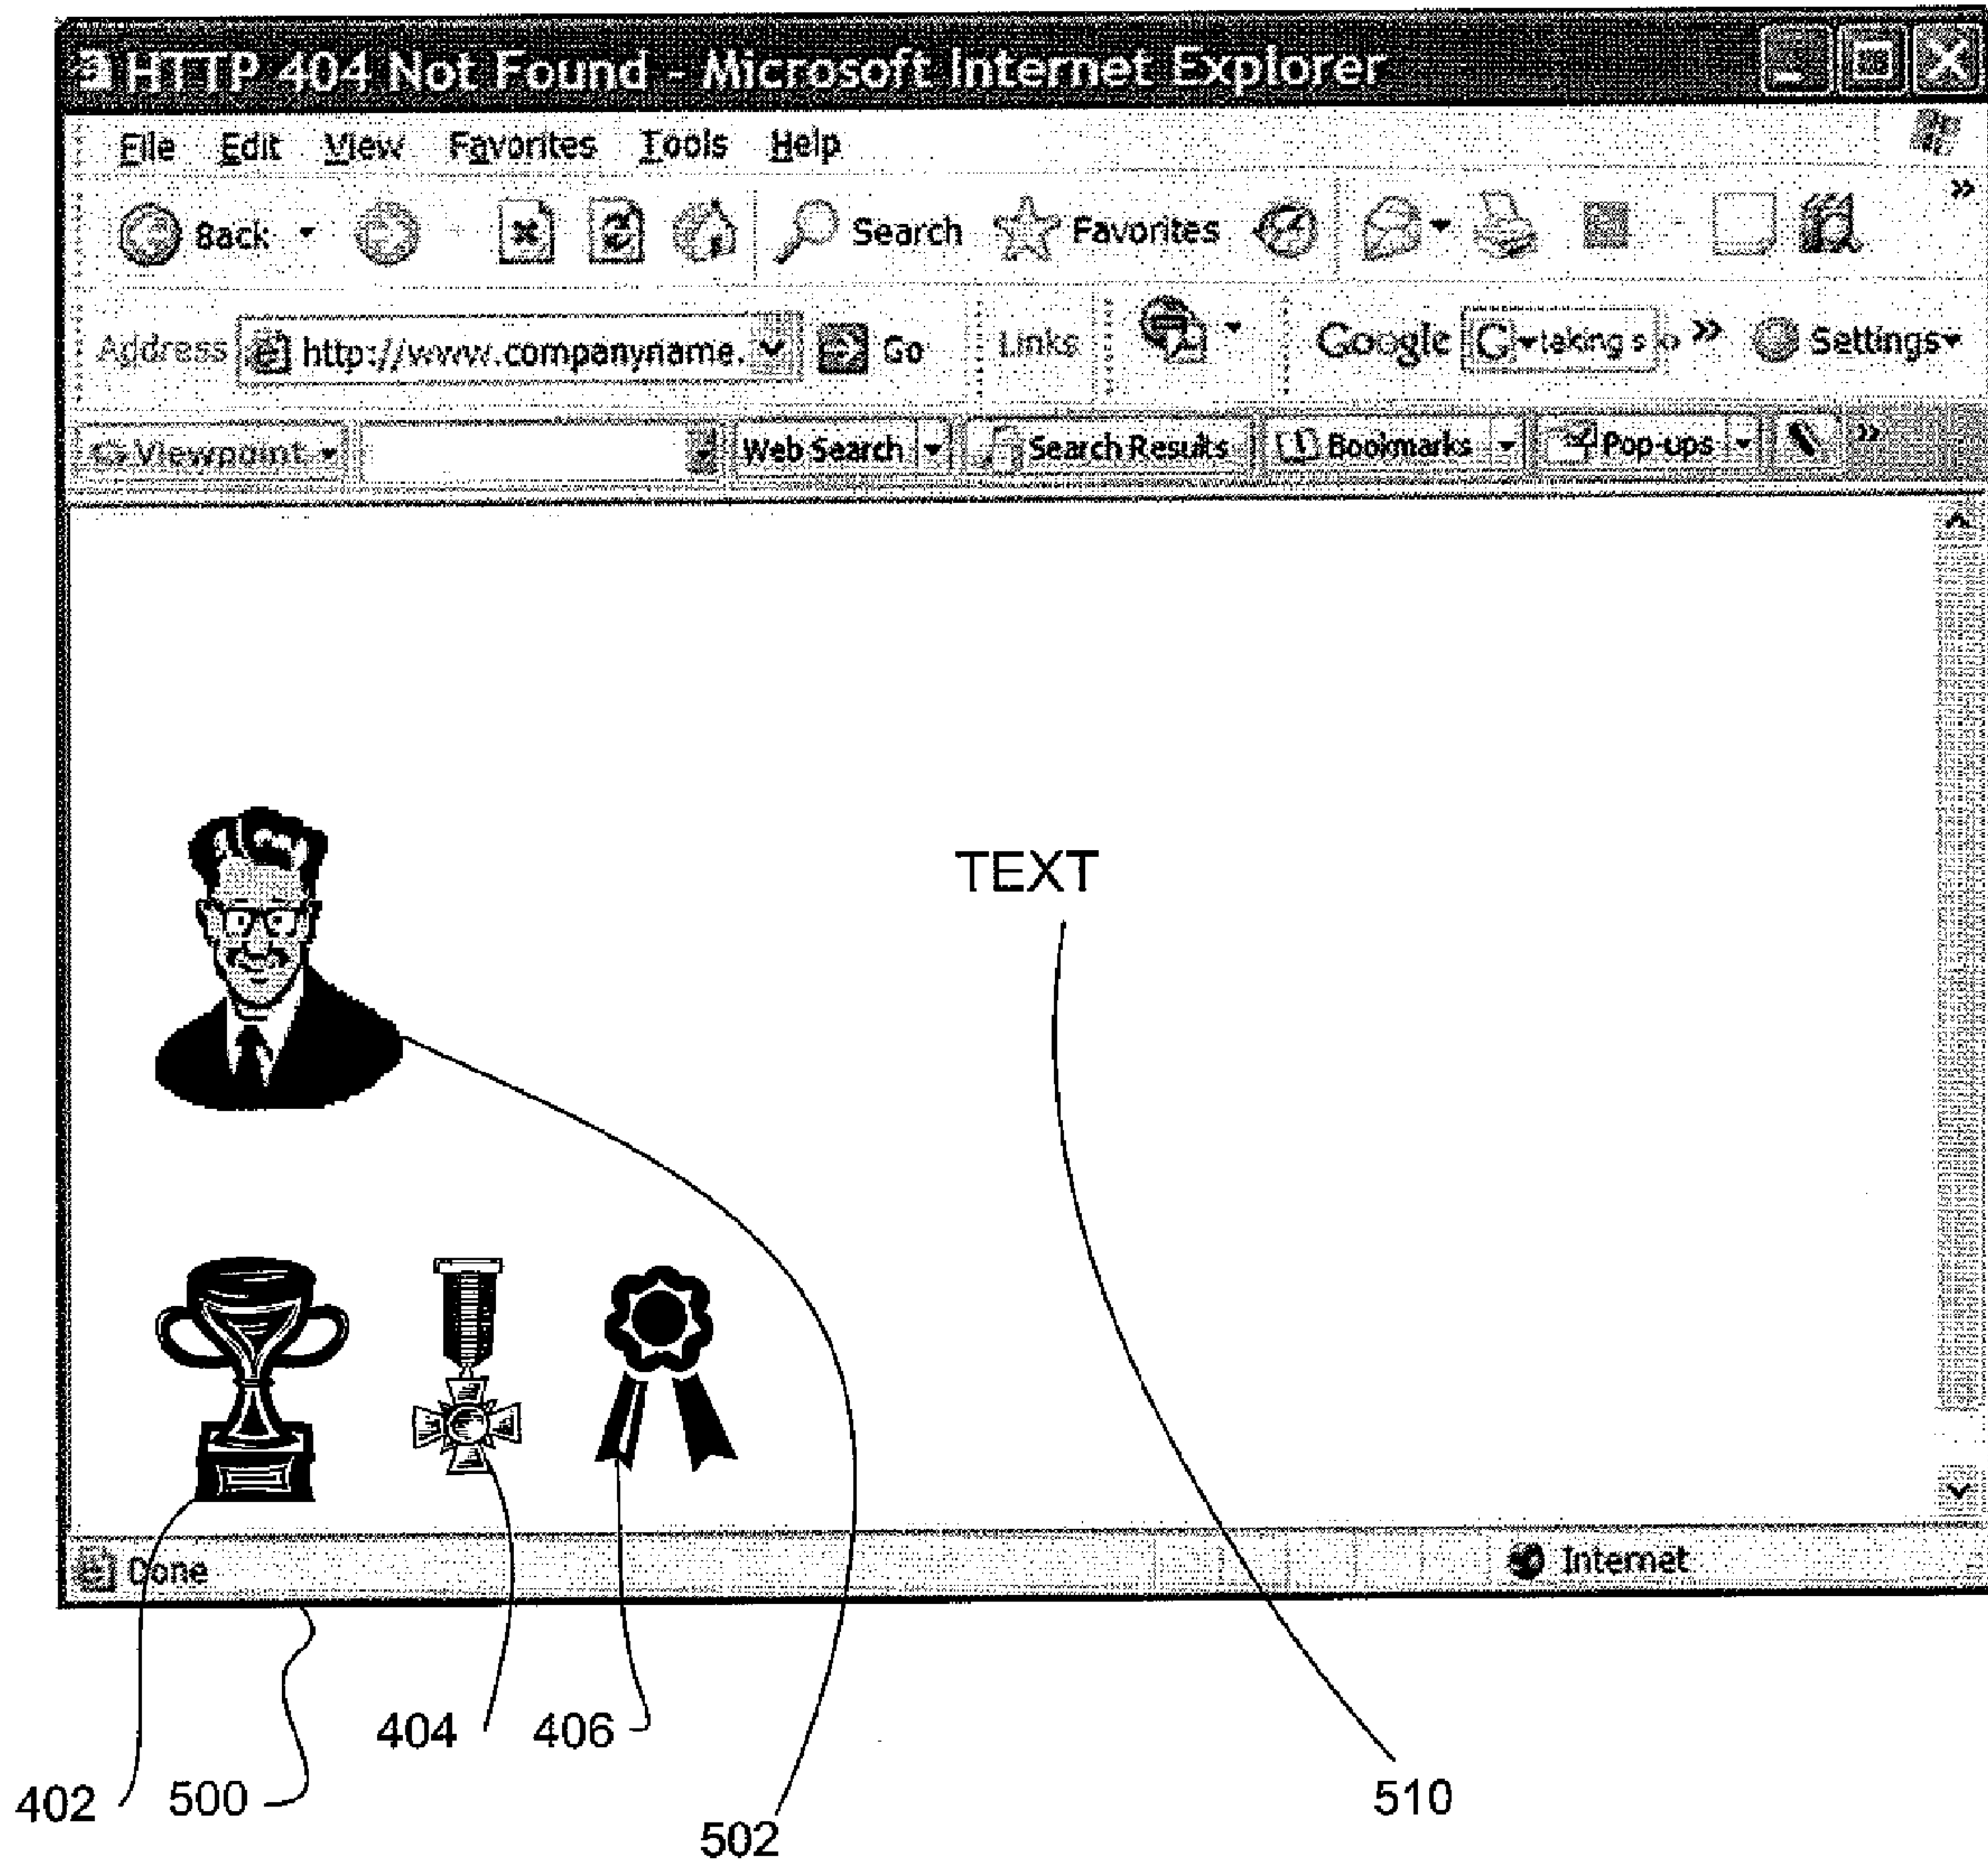 HTTP 404 Not Found - Microsoft Internet Explorer
File Edit View Favorites Tools Help
Back Search Favorites »
Address http://www.companyname. Go Links Google G taking s » Settings
Viewpoint Web Search Search Results Bookmarks Pop-ups »
TEXT
Done Internet
404 406
402 500 510
502